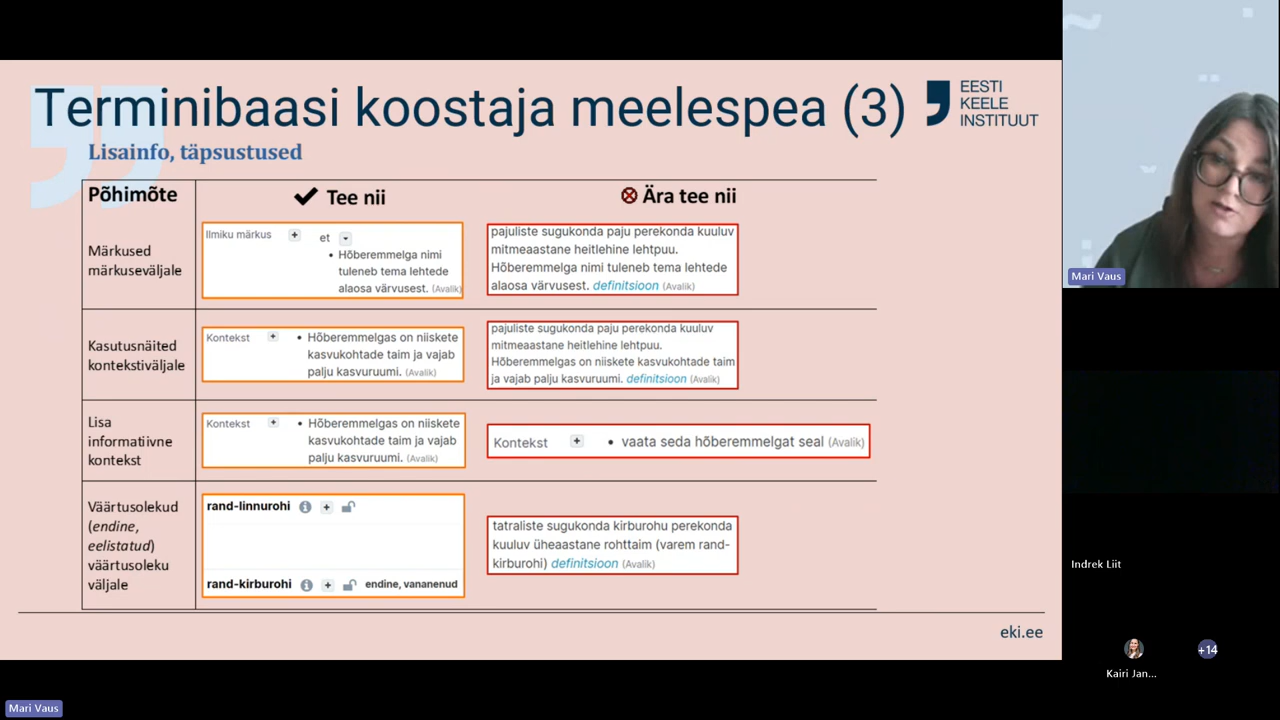 Terminibaasi koostaja meelespea (3)
EESTI
KEELE
INSTITUUT
Lisainfo, täpsustused
Põhimõte
Tee nii
Ära tee nii
Märkused
märkuseväljale
Ilmiku märkus
et
• Hõberemmelga nimi
tuleneb tema lehtede
alaosa värvusest. (Avalik)
pajuliste sugukonda paju perekonda kuuluv
mitmeaastane heitlehine lehtpuu.
Hõberemmelga nimi tuleneb tema lehtede
alaosa värvusest. definitsioon (Avalik)
Kasutusnäited
kontekstiväljale
Kontekst
• Hõberemmelgas on niiskete
kasvukohtade taim ja vajab
palju kasvuruumi. (Avalik)
pajuliste sugukonda paju perekonda kuuluv
mitmeaastane heitlehine lehtpuu.
Hõberemmelgas on niiskete kasvukohtade taim
ja vajab palju kasvuruumi. definitsioon (Avalik)
Lisa
informatiivne
kontekst
Kontekst
• Hõberemmelgas on niiskete
kasvukohtade taim ja vajab
palju kasvuruumi. (Avalik)
Kontekst
• vaata seda hõberemmelgat seal (Avalik)
Väärtusolekud
(endine,
eelistatud)
väärtusoleku
väljale
rand-linnurohi
rand-kirburohi
endine, vananenud
tatraliste sugukonda kirburohu perekonda
kuuluv üheaastane rohttaim (varem rand-
kirburohi) definitsioon (Avalik)
eki.ee
Mari Vaus
Indrek Liit
+14
Kairi Jan...
Mari Vaus